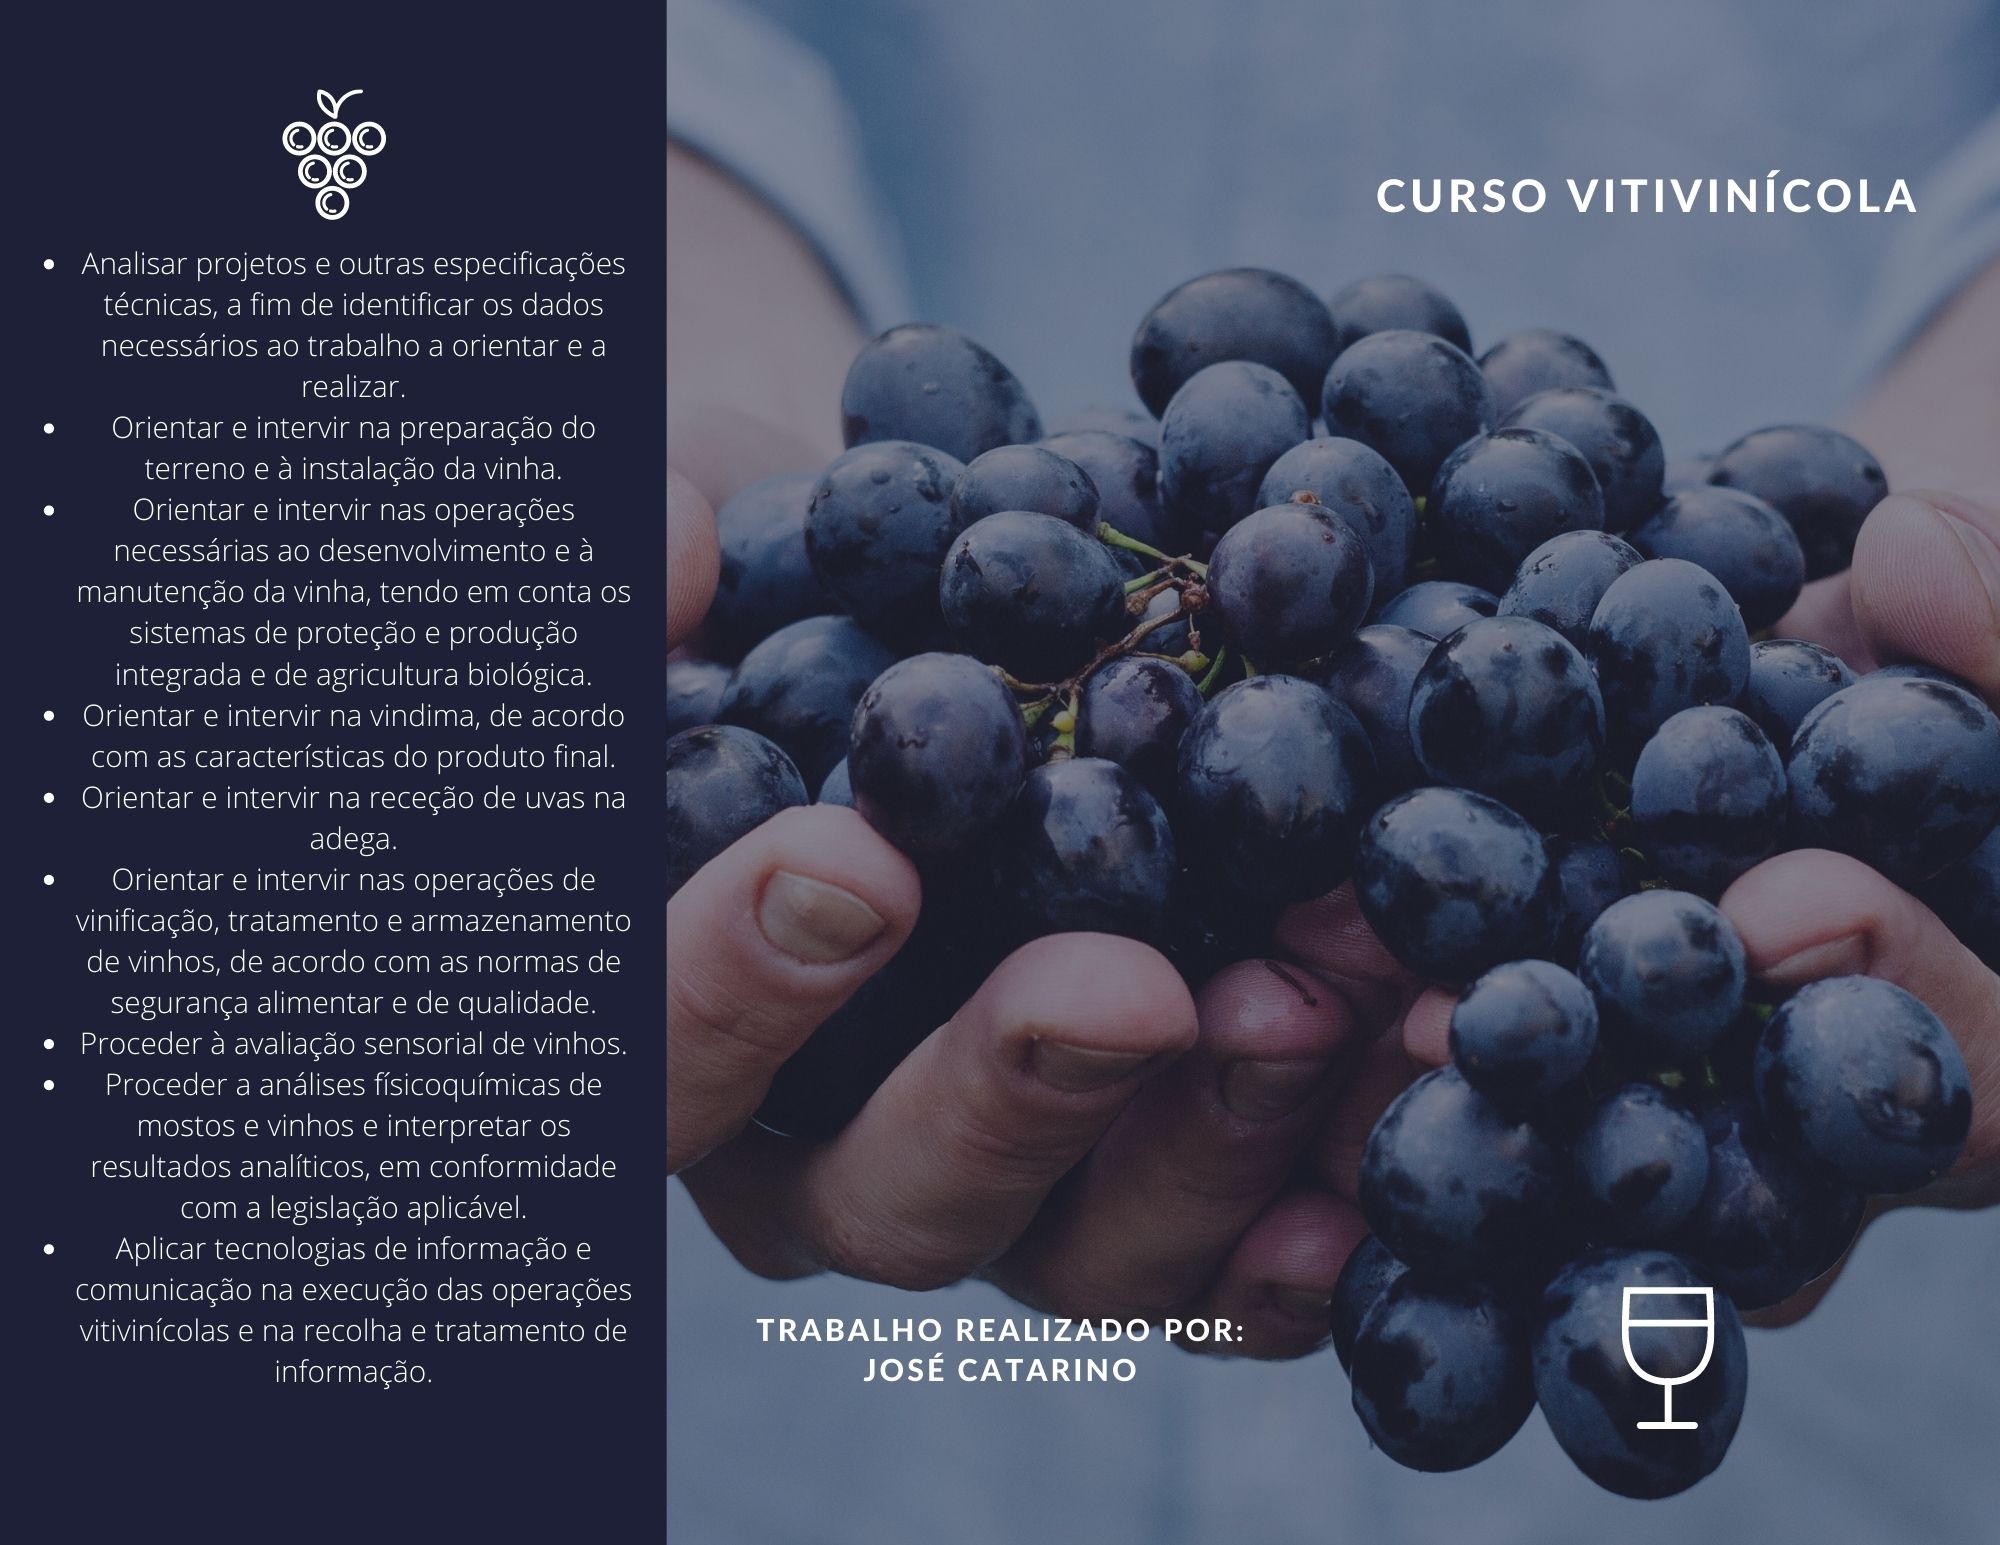 • Analisar projetos e outras especificações
técnicas, a fim de identificar os dados
necessários ao trabalho a orientar e a
realizar.
• Orientar e intervir na preparação do
terreno e à instalação da vinha.
• Orientar e intervir nas operações
necessárias ao desenvolvimento e à
manutenção da vinha, tendo em conta os
sistemas de proteção e produção
integrada e de agricultura biológica.
• Orientar e intervir na vindima, de acordo
com as características do produto final.
• Orientar e intervir na receção de uvas na
adega.
• Orientar e intervir nas operações de
vinificação, tratamento e armazenamento
de vinhos, de acordo com as normas de
segurança alimentar e de qualidade.
• Proceder à avaliação sensorial de vinhos.
• Proceder a análises físicoquímicas de
mostos e vinhos e interpretar os
resultados analíticos, em conformidade
com a legislação aplicável.
• Aplicar tecnologias de informação e
comunicação na execução das operações
vitivinícolas e na recolha e tratamento de
informação.
CURSO VITIVINÍCOLA
TRABALHO REALIZADO POR:
JOSÉ CATARINO